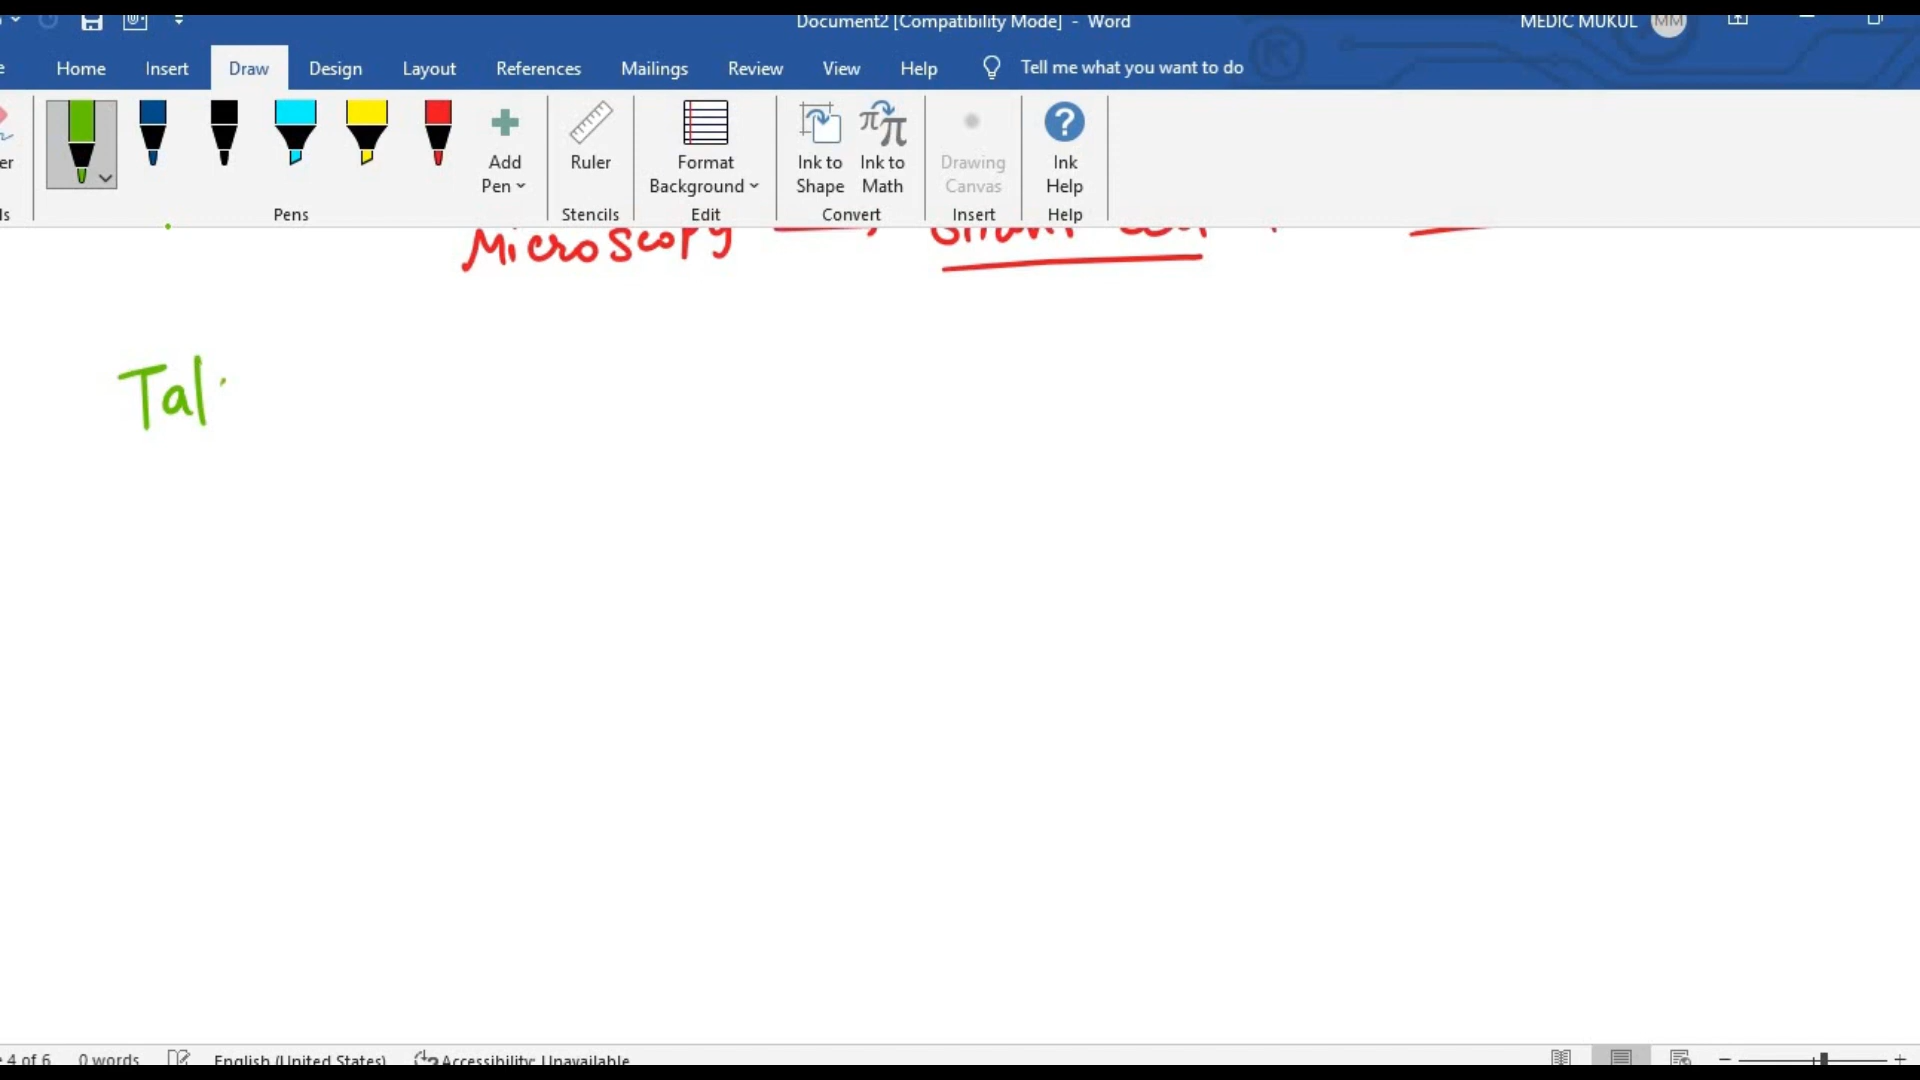 Document2 [Compatibility Mode] - Word
MEDIC MUKUL MM
Home Insert Draw Design Layout References Mailings Review View Help Tell me what you want to do
Add Pen
Ruler
Format Background
Ink to Shape
Ink to Math
Drawing Canvas
Ink Help
Pens Stencils Edit Convert Insert Help
Microscopy
Tal
4 of 6 0 words English (United States) Accessibility: Unavailable